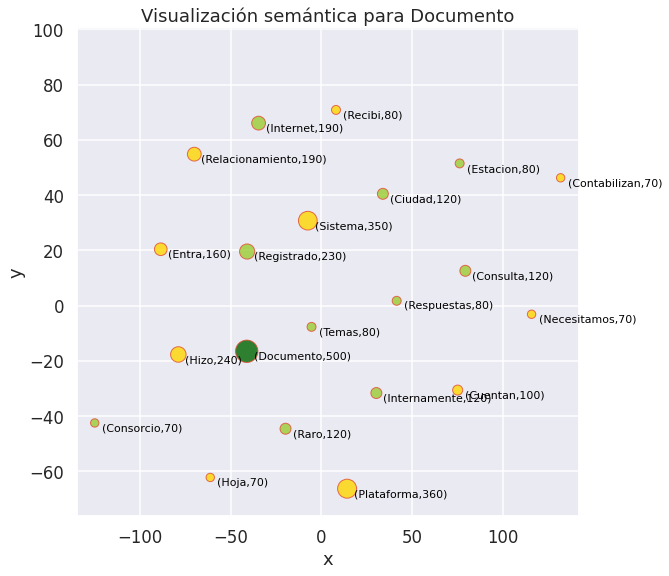 Visualización semántica para Documento
100
80
60
40
20
0
−20
−40
−60
y
(Recibi,80)
(Internet,190)
(Relacionamiento,190)
(Estacion,80)
(Contabilizan,70)
(Ciudad,120)
(Sistema,350)
(Entra,160)
(Registrado,230)
(Consulta,120)
(Respuestas,80)
(Necesitamos,70)
(Temas,80)
(Documento,500)
(Hizo,240)
(Cuentan,100)
(Internamente,120)
(Consorcio,70)
(Raro,120)
(Hoja,70)
(Plataforma,360)
−100
−50
0
50
100
x